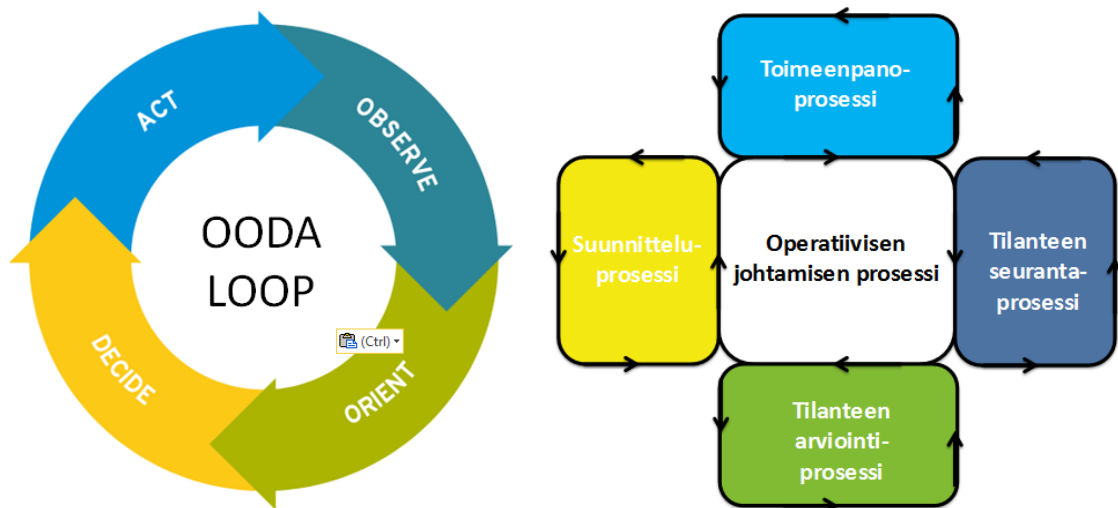 ACT
OBSERVE
OODA
LOOP
(Ctrl)
DECIDE
ORIENT
Toimeenpano-
prosessi
Suunnittelu-
prosessi
Operatiivisen
johtamisen prosessi
Tilanteen
seuranta-
prosessi
Tilanteen
arviointi-
prosessi